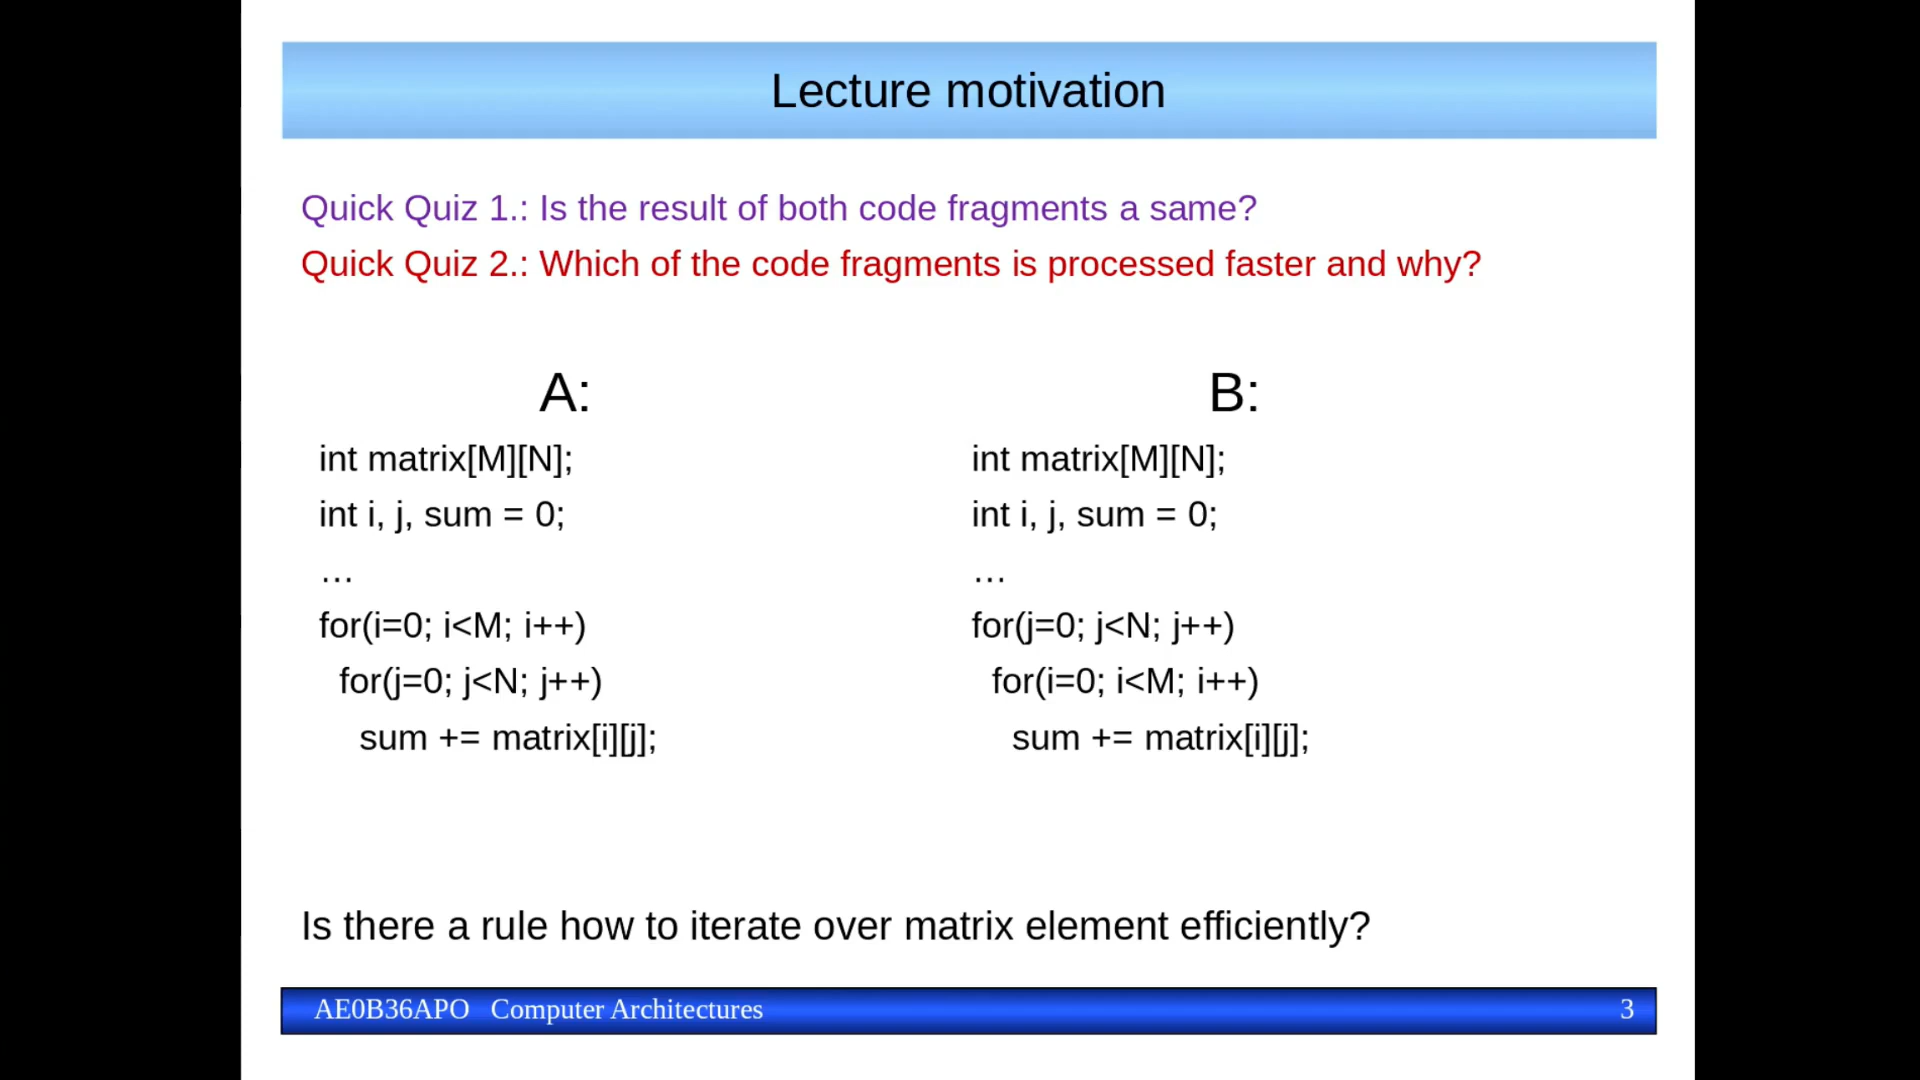 Lecture motivation
Quick Quiz 1.: Is the result of both code fragments a same?
Quick Quiz 2.: Which of the code fragments is processed faster and why?
A:
int matrix[M][N];
int i, j, sum = 0;
…
for(i=0; i<M; i++)
for(j=0; j<N; j++)
sum += matrix[i][j];
B:
int matrix[M][N];
int i, j, sum = 0;
…
for(j=0; j<N; j++)
for(i=0; i<M; i++)
sum += matrix[i][j];
Is there a rule how to iterate over matrix element efficiently?
AE0B36APO Computer Architectures 3